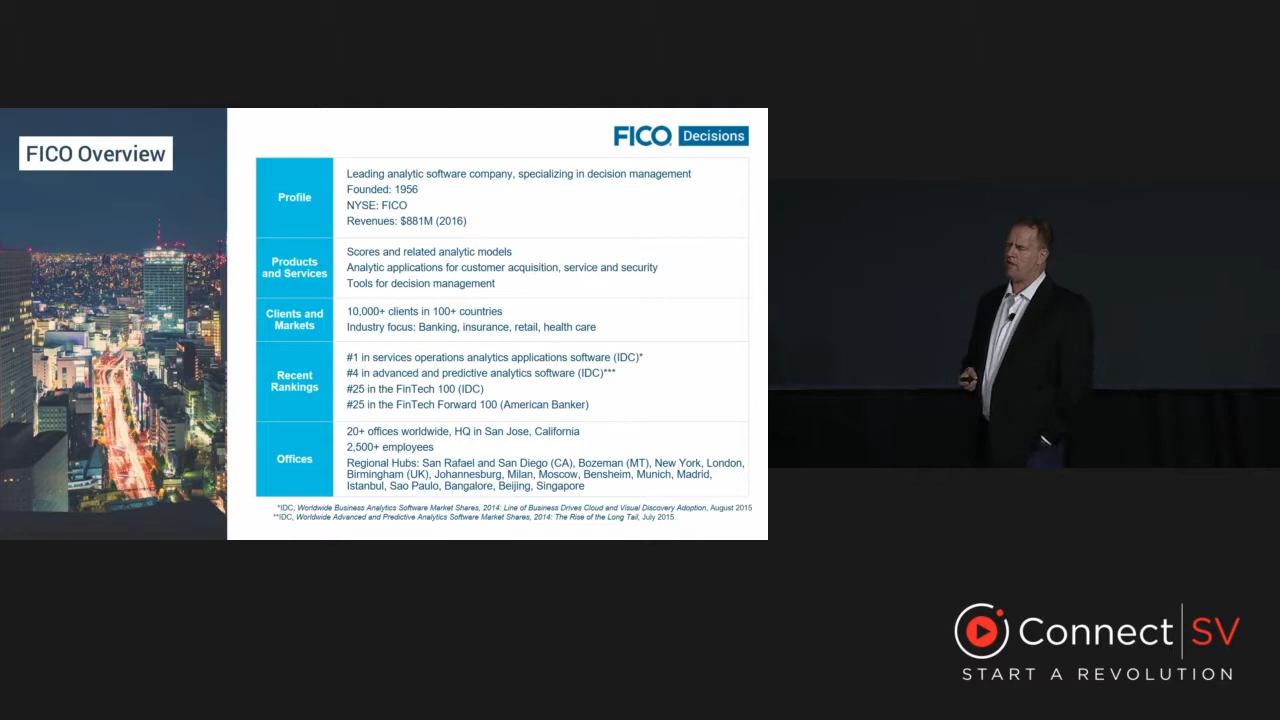 FICO Overview
FICO Decisions
Profile
Leading analytic software company, specializing in decision management
Founded: 1956
NYSE: FICO
Revenues: $881M (2016)
Products
and Services
Scores and related analytic models
Analytic applications for customer acquisition, service and security
Tools for decision management
Clients and
Markets
10,000+ clients in 100+ countries
Industry focus: Banking, insurance, retail, health care
Recent
Rankings
#1 in services operations analytics applications software (IDC)*
#4 in advanced and predictive analytics software (IDC)***
#25 in the FinTech 100 (IDC)
#25 in the FinTech Forward 100 (American Banker)
Offices
20+ offices worldwide, HQ in San Jose, California
2,500+ employees
Regional Hubs: San Rafael and San Diego (CA), Bozeman (MT), New York, London,
Birmingham (UK), Johannesburg, Milan, Moscow, Bensheim, Munich, Madrid,
Istanbul, Sao Paulo, Bangalore, Beijing, Singapore
*IDC, Worldwide Business Analytics Software Market Shares, 2014: Line of Business Drives Cloud and Visual Discovery Adoption, August 2015
**IDC, Worldwide Advanced and Predictive Analytics Software Market Shares, 2014: The Rise of the Long Tail, July 2015
Connect SV
START A REVOLUTION